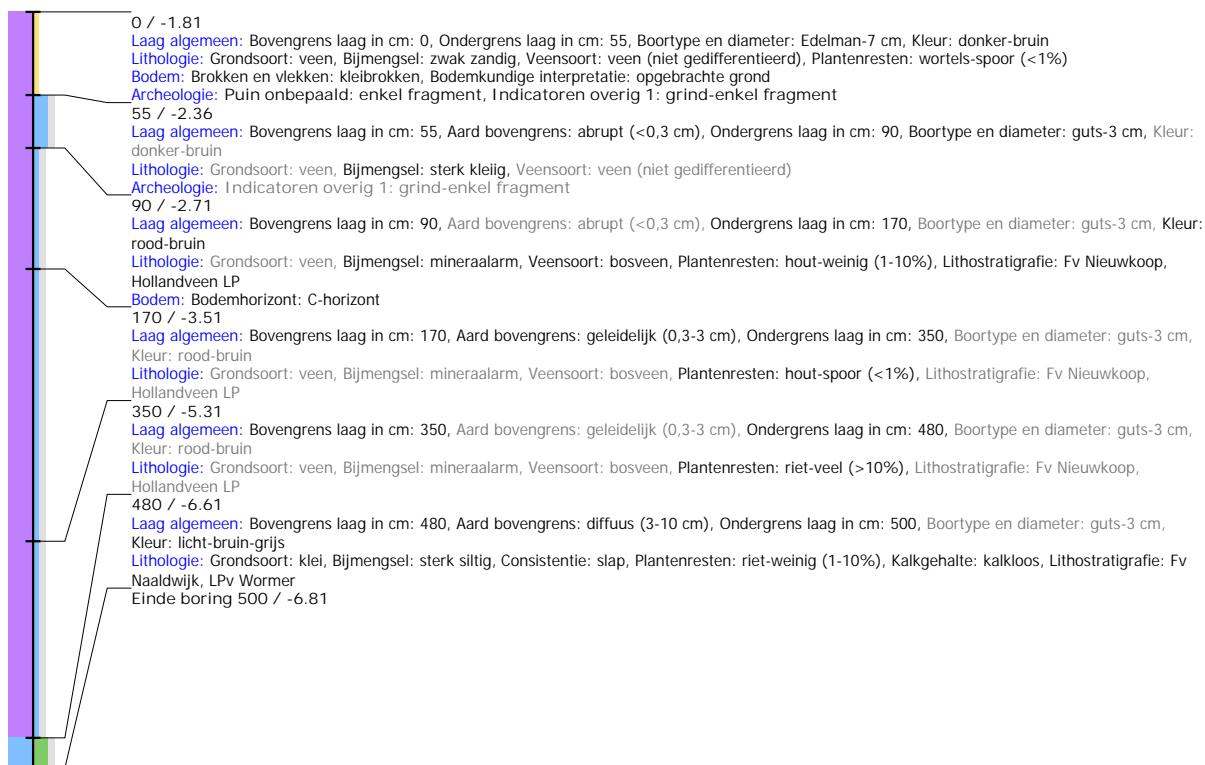 0 / -1.81
Laag algemeen: Bovengrens laag in cm: 0, Ondergrens laag in cm: 55, Boortype en diameter: Edelman-7 cm, Kleur: donker-bruin
Lithologie: Grondsoort: veen, Bijmengsel: zwak zandig, Veensoort: veen (niet gedifferentieerd), Plantenresten: wortels-spoor (<1%)
Bodem: Brokken en vlekken: kleibrokken, Bodemkundige interpretatie: opgebrachte grond
Archeologie: Puin onbepaald: enkel fragment, Indicatoren overig 1: grind-enkel fragment
55 / -2.36
Laag algemeen: Bovengrens laag in cm: 55, Aard bovengrens: abrupt (<0,3 cm), Ondergrens laag in cm: 90, Boortype en diameter: guts-3 cm, Kleur:
donker-bruin
Lithologie: Grondsoort: veen, Bijmengsel: sterk kleiig, Veensoort: veen (niet gedifferentieerd)
Archeologie: Indicatoren overig 1: grind-enkel fragment
90 / -2.71
Laag algemeen: Bovengrens laag in cm: 90, Aard bovengrens: abrupt (<0,3 cm), Ondergrens laag in cm: 170, Boortype en diameter: guts-3 cm, Kleur:
rood-bruin
Lithologie: Grondsoort: veen, Bijmengsel: mineraalarm, Veensoort: bosveen, Plantenresten: hout-weinig (1-10%), Lithostratigrafie: Fv Nieuwkoop,
Hollandveen LP
Bodem: Bodemhorizont: C-horizont
170 / -3.51
Laag algemeen: Bovengrens laag in cm: 170, Aard bovengrens: geleidelijk (0,3-3 cm), Ondergrens laag in cm: 350, Boortype en diameter: guts-3 cm,
Kleur: rood-bruin
Lithologie: Grondsoort: veen, Bijmengsel: mineraalarm, Veensoort: bosveen, Plantenresten: hout-spoor (<1%), Lithostratigrafie: Fv Nieuwkoop,
Hollandveen LP
350 / -5.31
Laag algemeen: Bovengrens laag in cm: 350, Aard bovengrens: geleidelijk (0,3-3 cm), Ondergrens laag in cm: 480, Boortype en diameter: guts-3 cm,
Kleur: rood-bruin
Lithologie: Grondsoort: veen, Bijmengsel: mineraalarm, Veensoort: bosveen, Plantenresten: riet-veel (>10%), Lithostratigrafie: Fv Nieuwkoop,
Hollandveen LP
480 / -6.61
Laag algemeen: Bovengrens laag in cm: 480, Aard bovengrens: diffuus (3-10 cm), Ondergrens laag in cm: 500, Boortype en diameter: guts-3 cm,
Kleur: licht-bruin-grijs
Lithologie: Grondsoort: klei, Bijmengsel: sterk siltig, Consistentie: slap, Plantenresten: riet-weinig (1-10%), Kalkgehalte: kalkloos, Lithostratigrafie: Fv
Naaldwijk, LPv Wormer
Einde boring 500 / -6.81